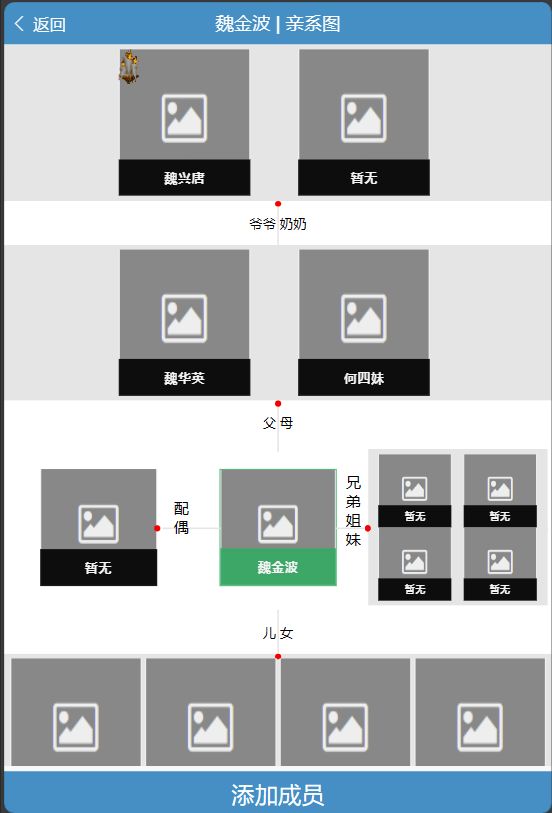 返回
魏金波 | 亲系图
魏兴唐
暂无
爷爷 奶奶
魏华英
何四妹
父 母
暂无
配偶
魏金波
兄弟姐妹
暂无
暂无
暂无
暂无
儿 女
添加成员